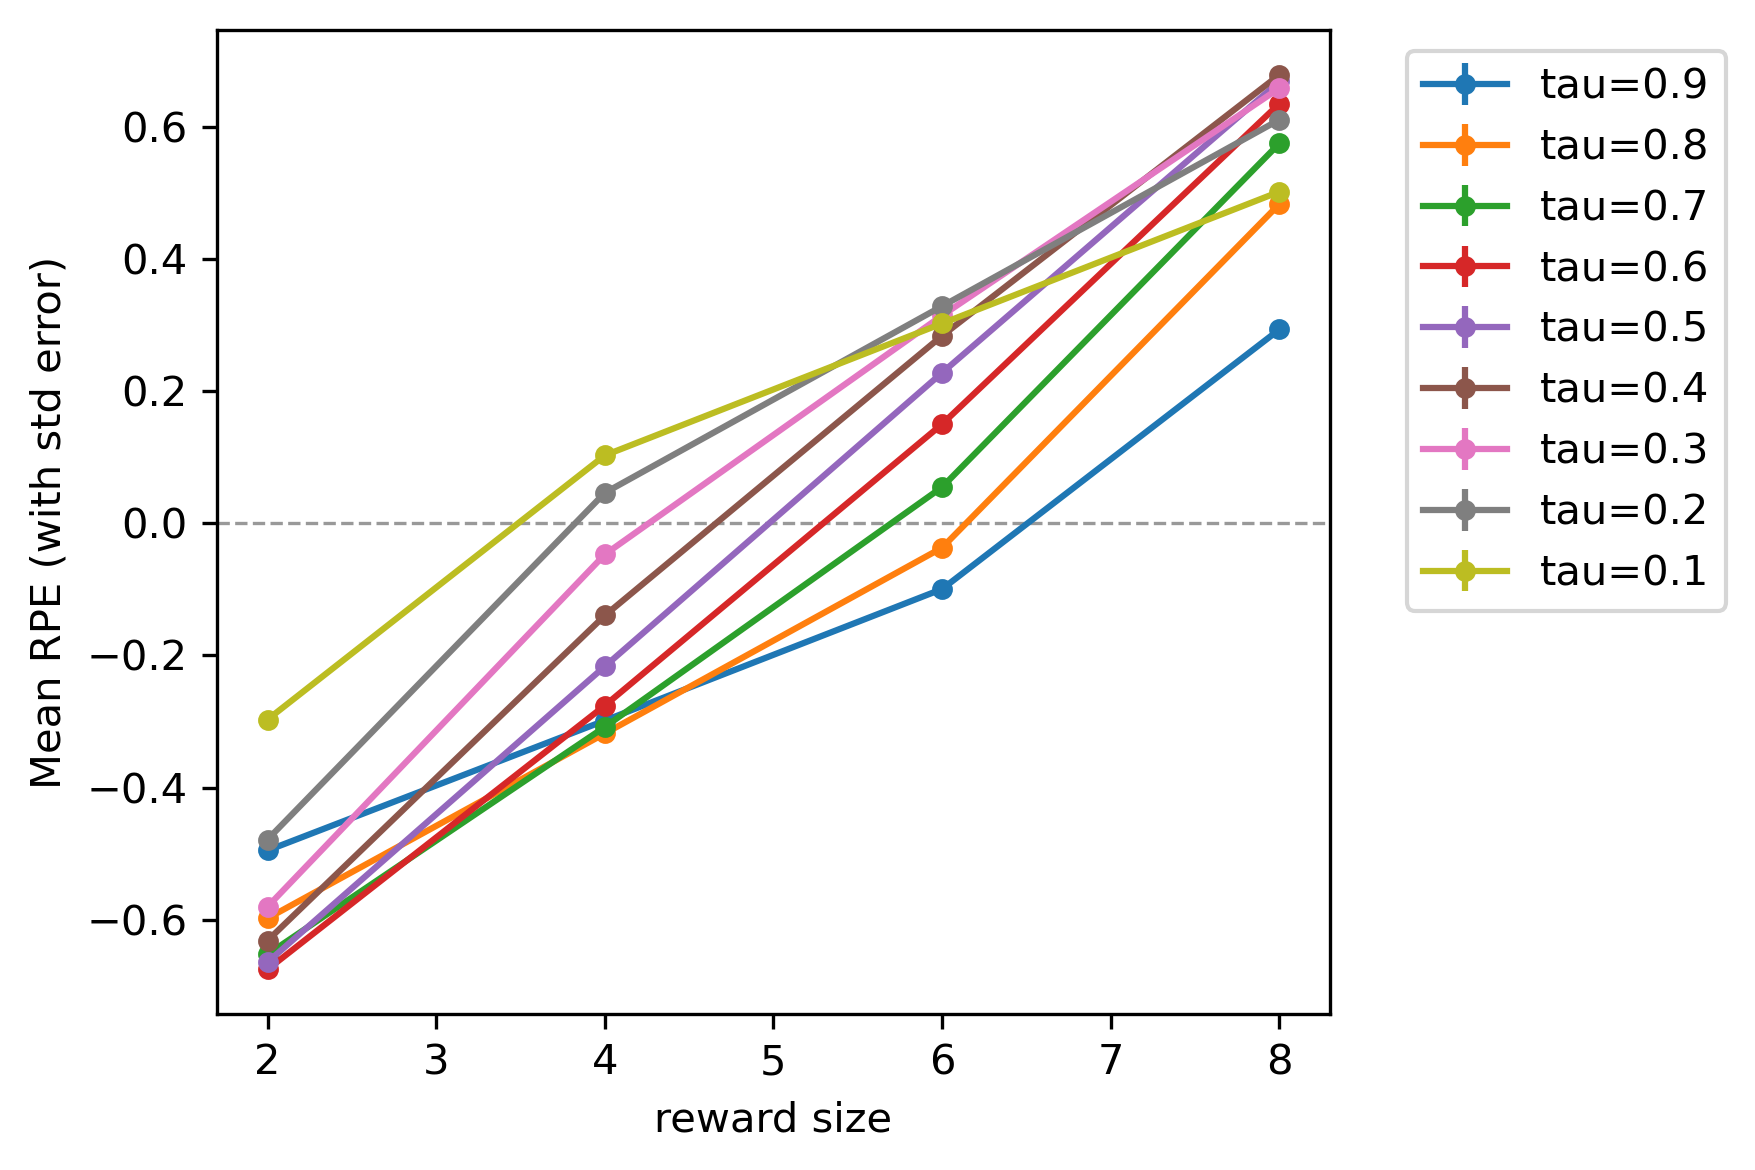 Mean RPE (with std error)
0.6
0.4
0.2
0.0
−0.2
−0.4
−0.6
2 3 4 5 6 7 8
reward size
tau=0.9
tau=0.8
tau=0.7
tau=0.6
tau=0.5
tau=0.4
tau=0.3
tau=0.2
tau=0.1